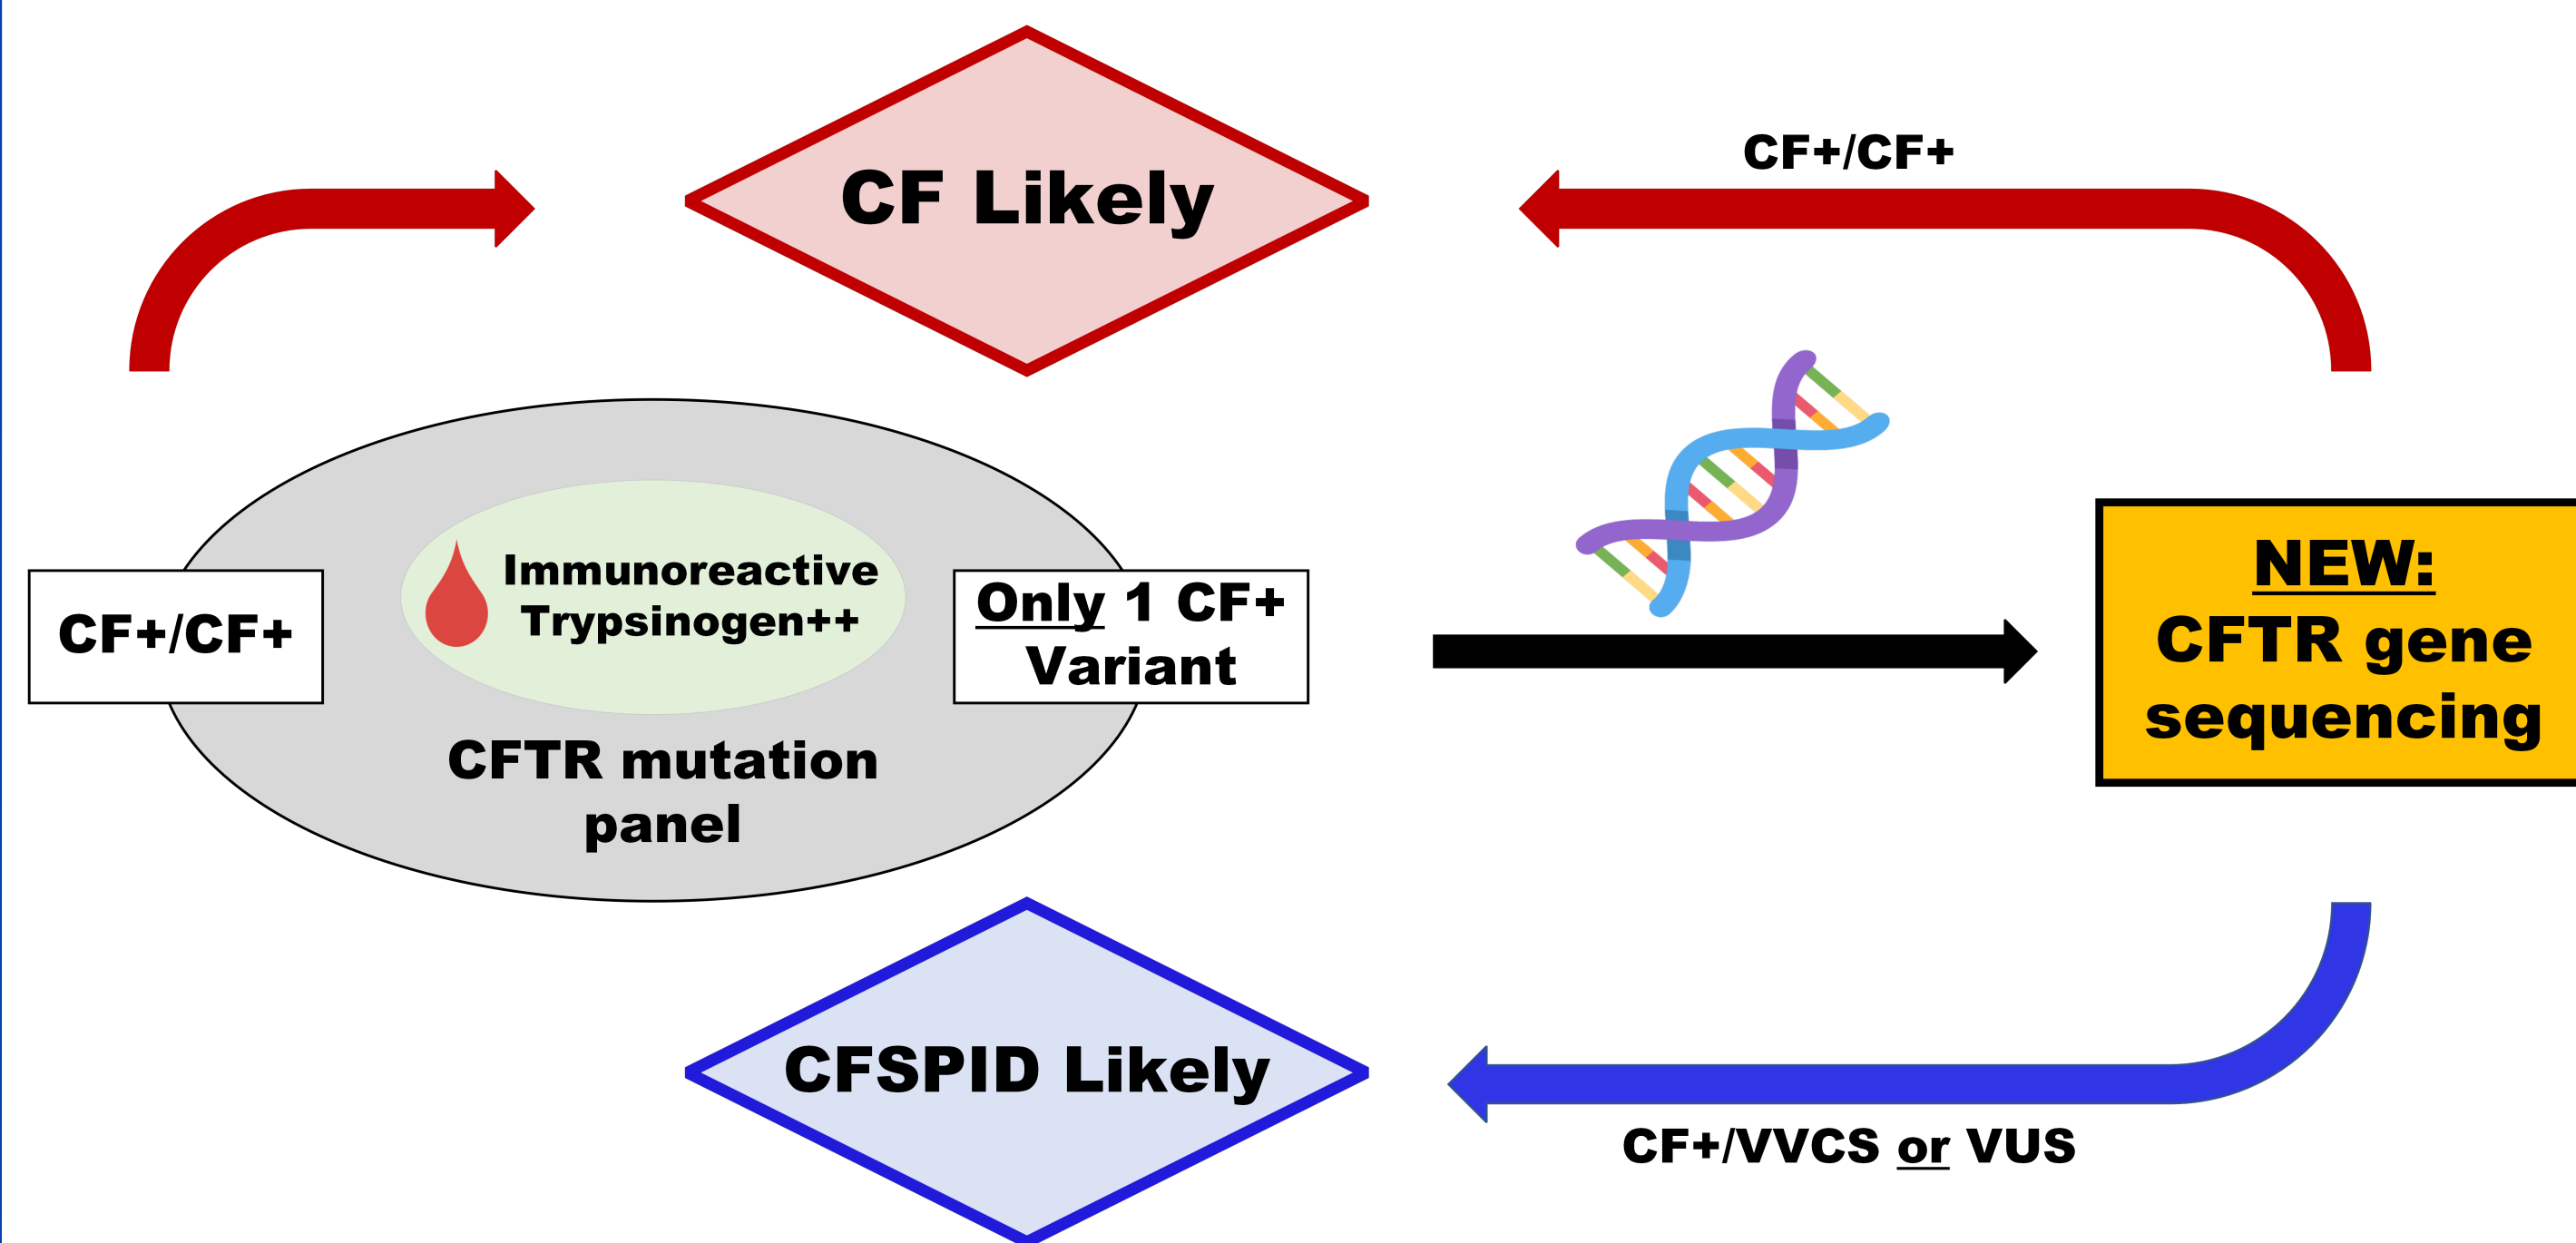 CF Likely
CF+/CF+
Immunoreactive
Trypsinogen++
CF+/CF+
Only 1 CF+
Variant
CFTR mutation
panel
NEW:
CFTR gene
sequencing
CFSPID Likely
CF+/VVCS or VUS